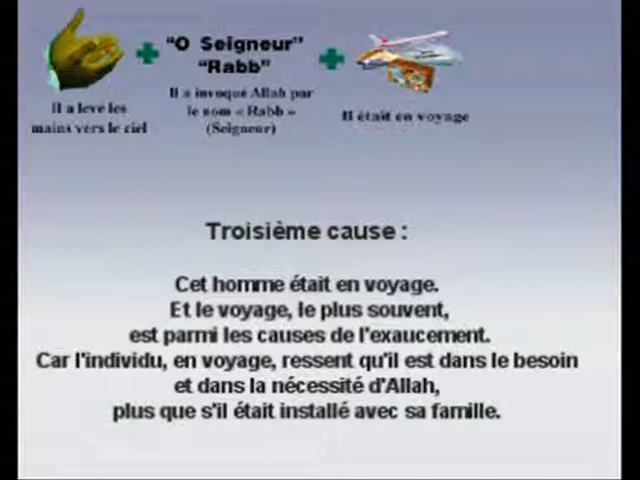 "O Seigneur"
"Rabb"
Il a levé les
mains vers le ciel
Il a invoqué Allah par
le nom « Rabb »
(Seigneur)
Il était en voyage
Troisième cause :
Cet homme était en voyage.
Et le voyage, le plus souvent,
est parmi les causes de l'exaucement.
Car l'individu, en voyage, ressent qu'il est dans le besoin
et dans la nécessité d'Allah,
plus que s'il était installé avec sa famille.